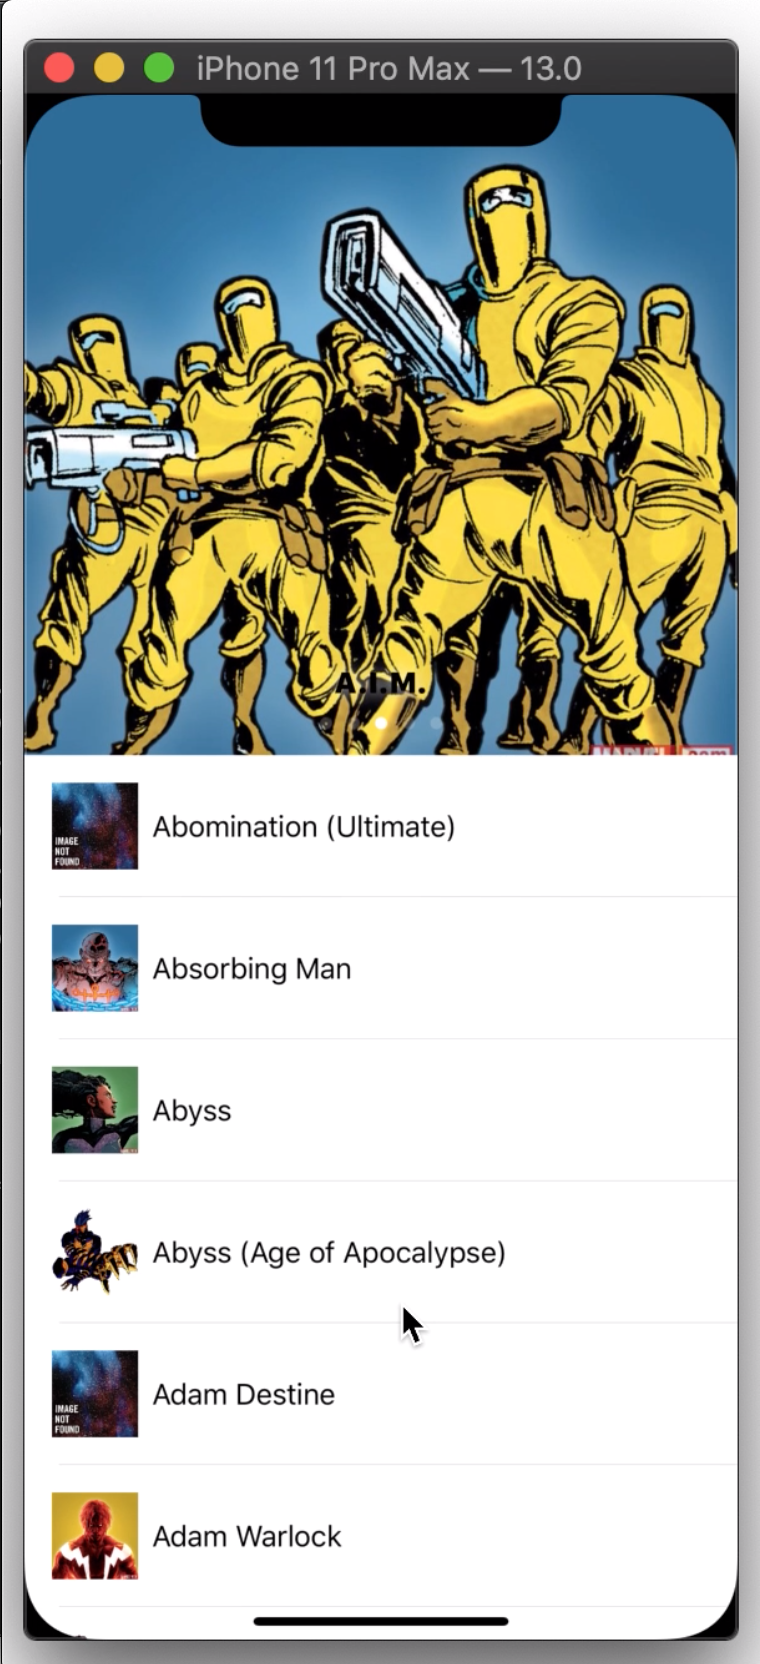 iPhone 11 Pro Max — 13.0
A.I.M.
MARVEL .com
IMAGE
NOT
FOUND
Abomination (Ultimate)
Absorbing Man
Abyss
Abyss (Age of Apocalypse)
IMAGE
NOT
FOUND
Adam Destine
Adam Warlock